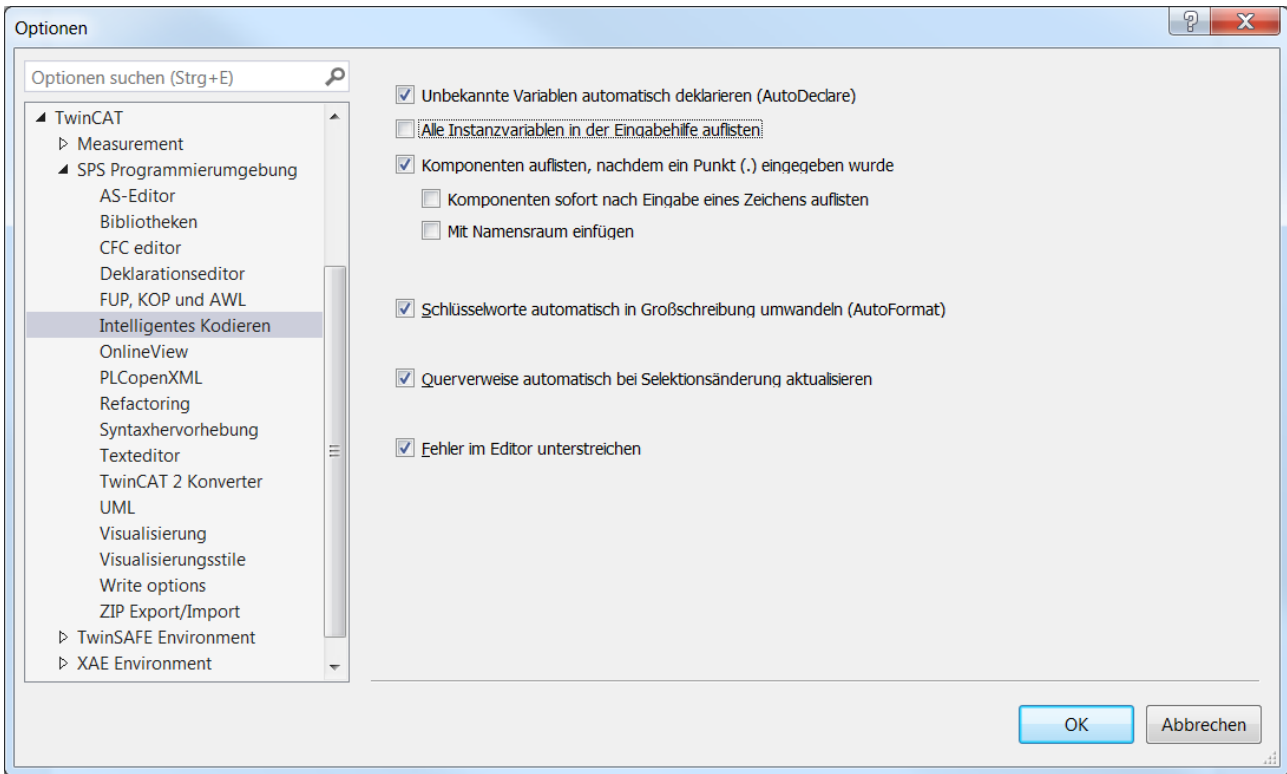 Optionen
Optionen suchen (Strg+E)
TwinCAT
Measurement
SPS Programmierumgebung
AS-Editor
Bibliotheken
CFC editor
Deklarationseditor
FUP, KOP und AWL
Intelligentes Kodieren
OnlineView
PLCopenXML
Refactoring
Syntaxhervorhebung
Texteditor
TwinCAT 2 Konverter
UML
Visualisierung
Visualisierungsstile
Write options
ZIP Export/Import
TwinSAFE Environment
XAE Environment
Unbekannte Variablen automatisch deklarieren (AutoDeclare)
Alle Instanzvariablen in der Eingabehilfe auflisten
Komponenten auflisten, nachdem ein Punkt (.) eingegeben wurde
Komponenten sofort nach Eingabe eines Zeichens auflisten
Mit Namensraum einfügen
Schlüsselworte automatisch in Großschreibung umwandeln (AutoFormat)
Querverweise automatisch bei Selektionsänderung aktualisieren
Fehler im Editor unterstreichen
OK
Abbrechen